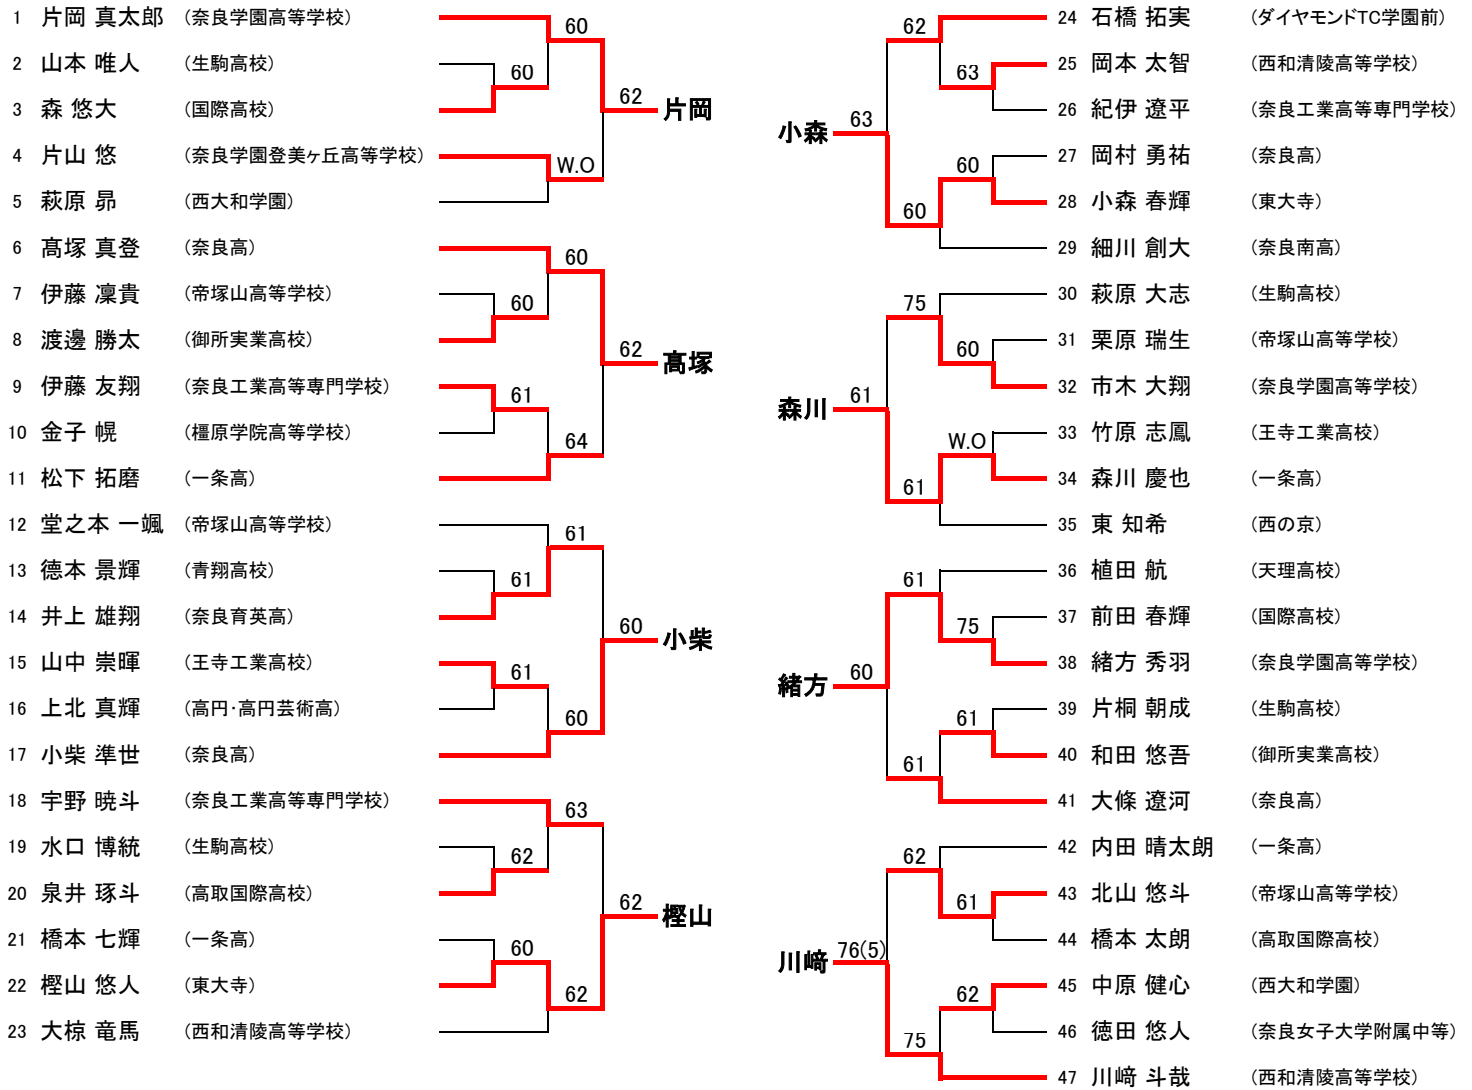 1 片岡 真太郎 (奈良学園高等学校)
2 山本 唯人 (生駒高校)
3 森 悠大 (国際高校)
4 片山 悠 (奈良学園登美ヶ丘高等学校)
5 萩原 昴 (西大和学園)
6 髙塚 真登 (奈良高)
7 伊藤 凜貴 (帝塚山高等学校)
8 渡邊 勝太 (御所実業高校)
9 伊藤 友翔 (奈良工業高等専門学校)
10 金子 幌 (橿原学院高等学校)
11 松下 拓磨 (一条高)
12 堂之本 一颯 (帝塚山高等学校)
13 德本 景輝 (青翔高校)
14 井上 雄翔 (奈良育英高)
15 山中 崇暉 (王寺工業高校)
16 上北 真輝 (高円・高円芸術高)
17 小柴 準世 (奈良高)
18 宇野 暁斗 (奈良工業高等専門学校)
19 水口 博統 (生駒高校)
20 泉井 琢斗 (高取国際高校)
21 橋本 七輝 (一条高)
22 樫山 悠人 (東大寺)
23 大椋 竜馬 (西和清陵高等学校)
60
60
62 片岡
W.O
60
60
62 髙塚
61
64
61
61
60 小柴
61
60
63
62
62 樫山
60
62
62
63
小森 63
60
60
75
60
森川 61
W.O
61
61
75
緒方 60
61
61
62
61
川﨑 76(5)
62
75
24 石橋 拓実 (ダイヤモンドTC学園前)
25 岡本 太智 (西和清陵高等学校)
26 紀伊 遼平 (奈良工業高等専門学校)
27 岡村 勇祐 (奈良高)
28 小森 春輝 (東大寺)
29 細川 創大 (奈良南高)
30 萩原 大志 (生駒高校)
31 栗原 瑞生 (帝塚山高等学校)
32 市木 大翔 (奈良学園高等学校)
33 竹原 志鳳 (王寺工業高校)
34 森川 慶也 (一条高)
35 東 知希 (西の京)
36 植田 航 (天理高校)
37 前田 春輝 (国際高校)
38 緒方 秀羽 (奈良学園高等学校)
39 片桐 朝成 (生駒高校)
40 和田 悠吾 (御所実業高校)
41 大條 遼河 (奈良高)
42 内田 晴太朗 (一条高)
43 北山 悠斗 (帝塚山高等学校)
44 橋本 太朗 (高取国際高校)
45 中原 健心 (西大和学園)
46 徳田 悠人 (奈良女子大学附属中等)
47 川﨑 斗哉 (西和清陵高等学校)